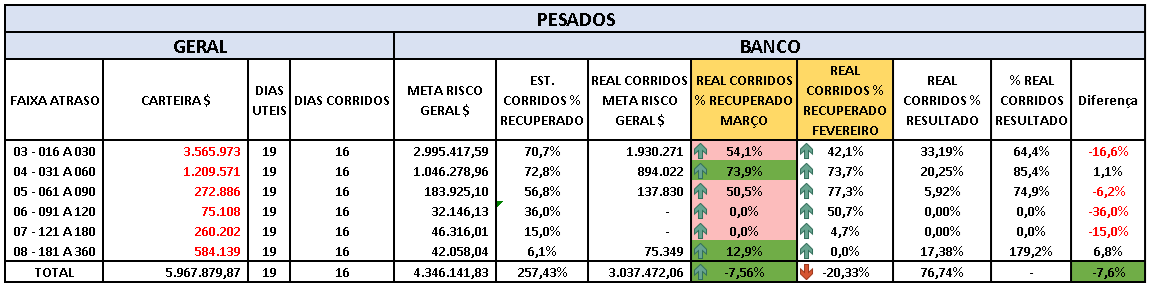 PESADOS
GERAL BANCO
FAIXA ATRASO CARTEIRA $ DIAS UTEIS DIAS CORRIDOS META RISCO GERAL $ EST. CORRIDOS % RECUPERADO REAL CORRIDOS META RISCO GERAL $ REAL CORRIDOS % RECUPERADO MARÇO REAL CORRIDOS % RECUPERADO FEVEREIRO REAL CORRIDOS RESULTADO % REAL CORRIDOS RESULTADO Diferença
03 - 016 A 030 3.565.973 19 16 2.995.417,59 70,7% 1.930.271 54,1% 42,1% 33,19% 64,4% -16,6%
04 - 031 A 060 1.209.571 19 16 1.046.278,96 72,8% 894.022 73,9% 73,7% 20,25% 85,4% 1,1%
05 - 061 A 090 272.886 19 16 183.925,10 56,8% 137.830 50,5% 77,3% 5,92% 74,9% -6,2%
06 - 091 A 120 75.108 19 16 32.146,13 36,0% - 0,0% 50,7% 0,00% 0,0% -36,0%
07 - 121 A 180 260.202 19 16 46.316,01 15,0% - 0,0% 4,7% 0,00% 0,0% -15,0%
08 - 181 A 360 584.139 19 16 42.058,04 6,1% 75.349 12,9% 0,0% 17,38% 179,2% 6,8%
TOTAL 5.967.879,87 19 16 4.346.141,83 257,43% 3.037.472,06 -7,56% -20,33% 76,74% - -7,6%